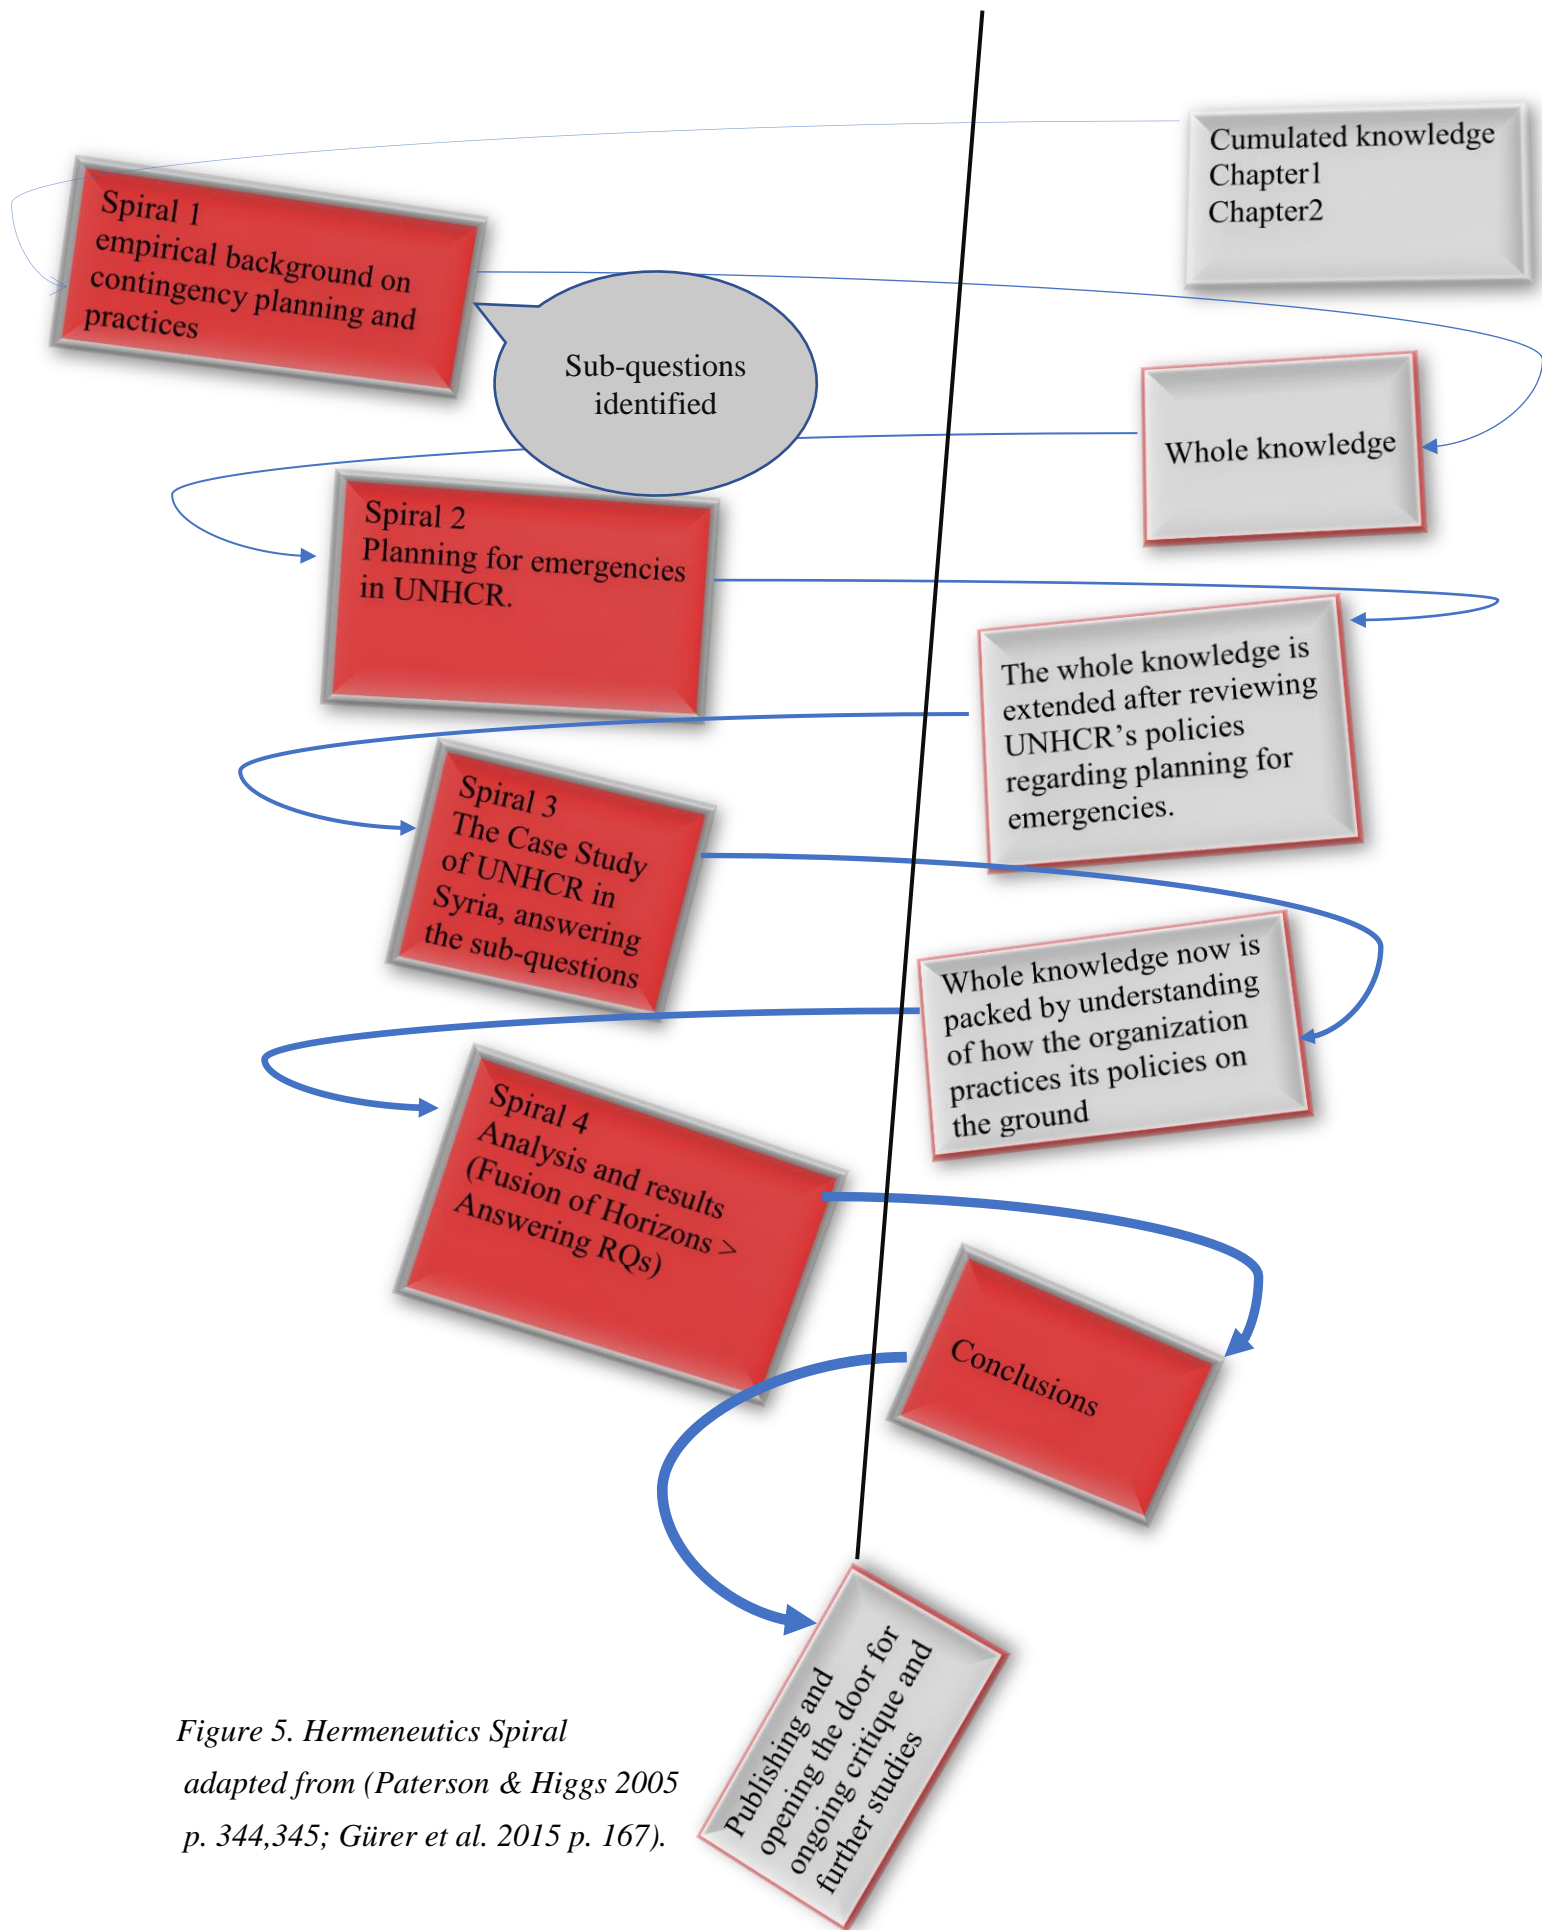 Cumulated knowledge
Chapter1
Chapter2
Spiral 1
empirical background on
contingency planning and
practices
Sub-questions
identified
Whole knowledge
Spiral 2
Planning for emergencies
in UNHCR.
The whole knowledge is
extended after reviewing
UNHCR’s policies
regarding planning for
emergencies.
Spiral 3
The Case Study
of UNHCR in
Syria, answering
the sub-questions
Whole knowledge now is
packed by understanding
of how the organization
practices its policies on
the ground
Spiral 4
Analysis and results
(Fusion of Horizons >
Answering RQs)
Conclusions
Publishing and
opening the door for
ongoing critique and
further studies
Figure 5. Hermeneutics Spiral
adapted from (Paterson & Higgs 2005
p. 344,345; Gürer et al. 2015 p. 167).